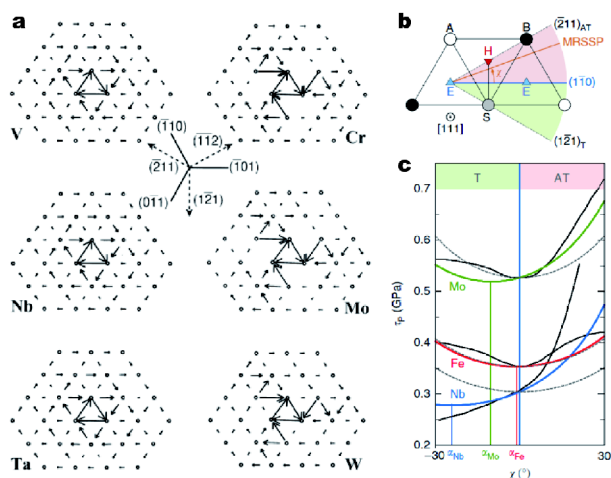 a
V
Cr
(1̄10)
(1̄1̄2)
(2̄11)
(1̄01)
(01̄1)
(12̄1)
Nb
Mo
Ta
W
b
A
B
(2̄11)AT
MRSSP
H
χ
E
E
(1̄10)
S
[111]
c
T
AT
0.7
0.6
0.5
0.4
0.3
0.2
τP (GPa)
Mo
Fe
Nb
−30
αNb
αMo
αFe
0
30
χ (°)